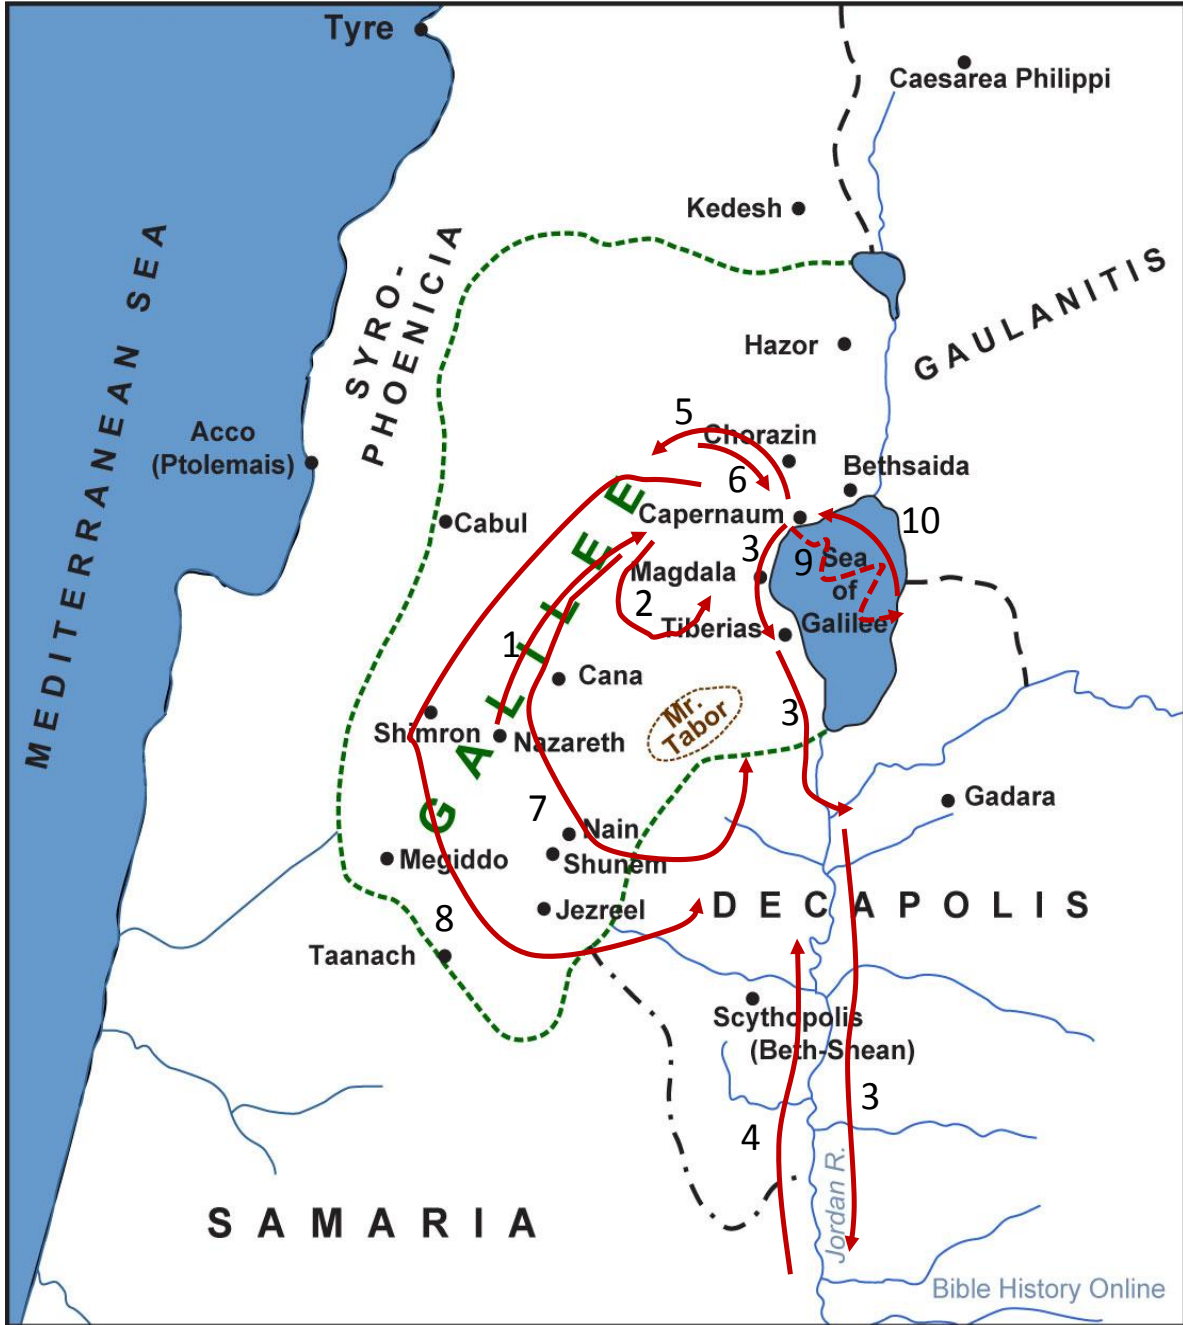 Tyre
Caesarea Philippi
Kedesh
MEDITERRANEAN SEA
SYRO-
PHOENICIA
GAULANITIS
Hazor
5
Chorazin
Acco
(Ptolemais)
Bethsaida
6
Cabul
Capernaum
10
3
9
Sea
of
Galilee
Magdala
2
Tiberias
1
GALILEE
Cana
Mr.
Tabor
3
Shimron
Nazareth
7
Gadara
Nain
Shunem
Megiddo
Jezreel
DECAPOLIS
8
Taanach
Scythopolis
(Beth-Shean)
3
4
Jordan R.
SAMARIA
Bible History Online